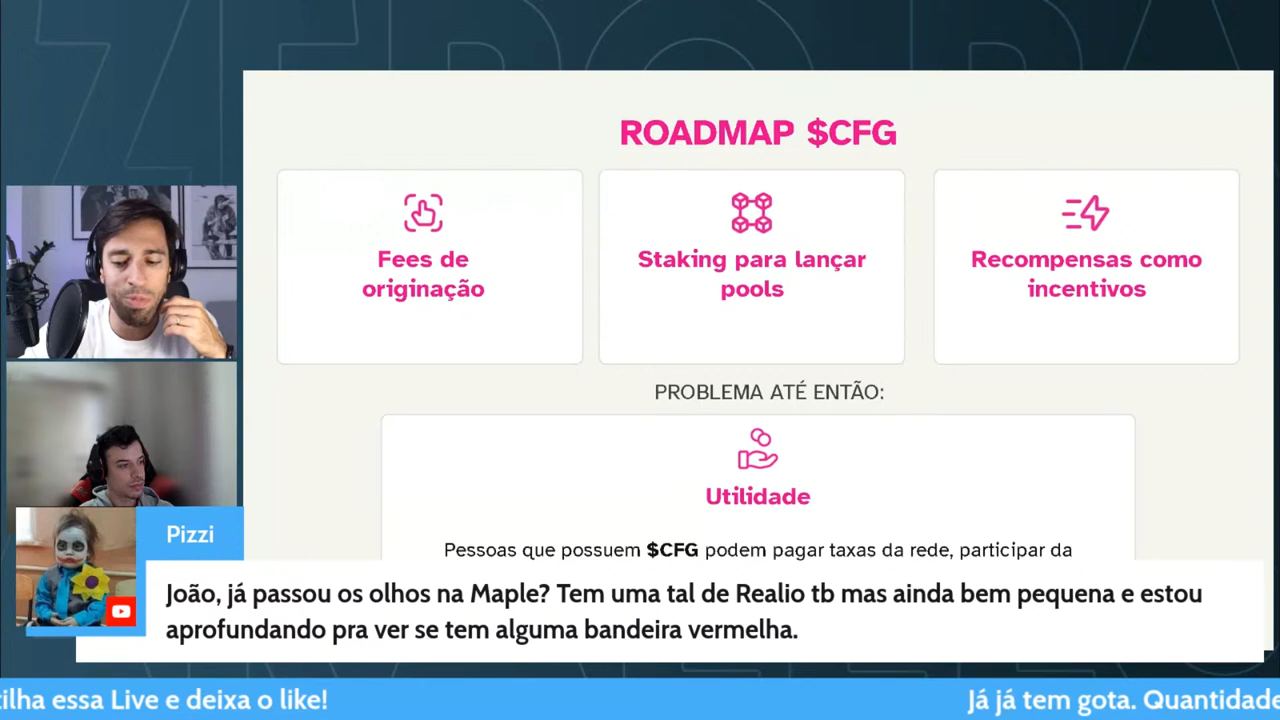 ROADMAP $CFG
Fees de
originação
Staking para lançar
pools
Recompensas como
incentivos
PROBLEMA ATÉ ENTÃO:
Utilidade
Pessoas que possuem $CFG podem pagar taxas da rede, participar da
Pizzi
João, já passou os olhos na Maple? Tem uma tal de Realio tb mas ainda bem pequena e estou
aprofundando pra ver se tem alguma bandeira vermelha.
tilha essa Live e deixa o like!
Já já tem gota. Quantidade